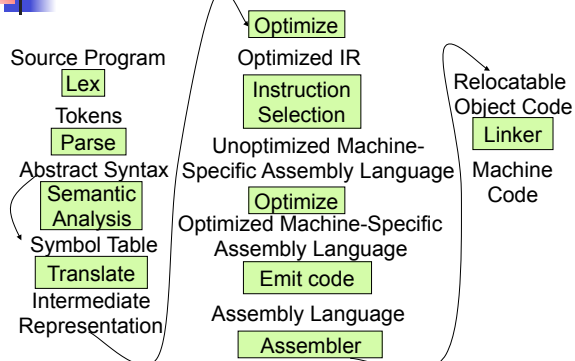 Source Program
Lex
Tokens
Parse
Abstract Syntax
Semantic
Analysis
Symbol Table
Translate
Intermediate
Representation
Optimize
Optimized IR
Instruction
Selection
Unoptimized Machine-
Specific Assembly Language
Optimize
Optimized Machine-Specific
Assembly Language
Emit code
Assembly Language
Assembler
Relocatable
Object Code
Linker
Machine
Code